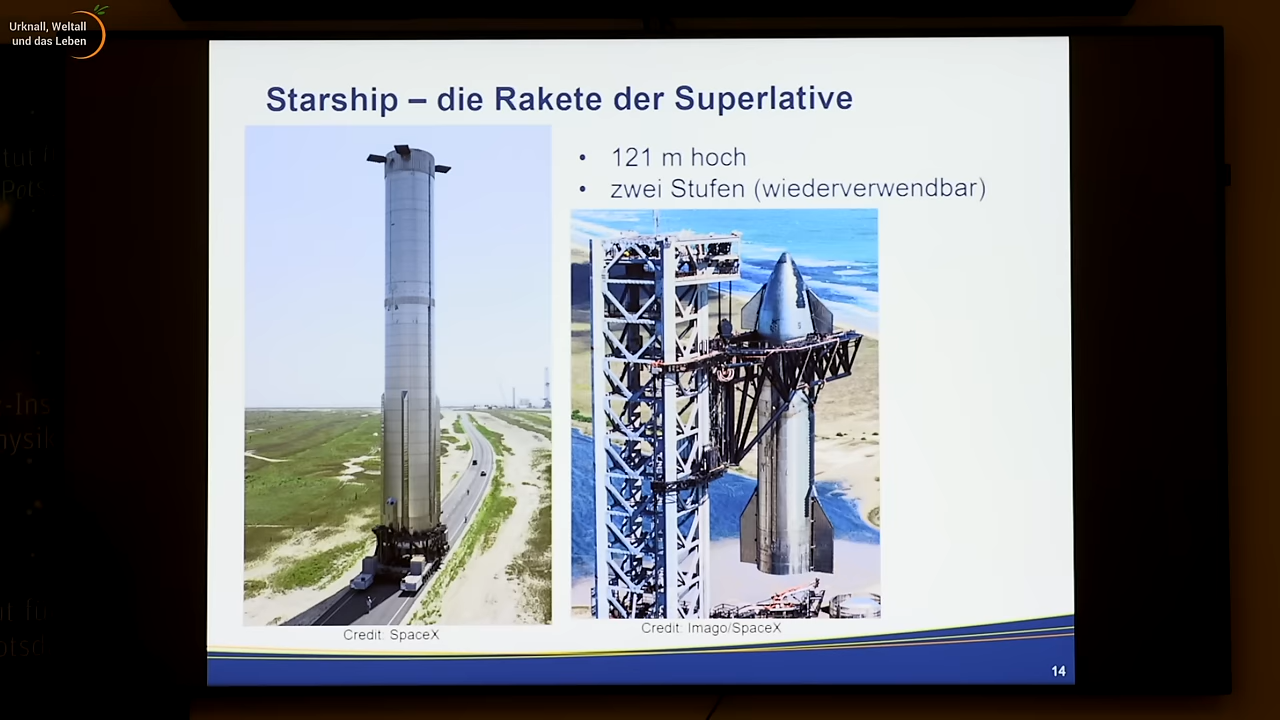 Urknall, Weltall
und das Leben
Starship – die Rakete der Superlative
• 121 m hoch
• zwei Stufen (wiederverwendbar)
Credit: SpaceX
Credit: Imago/SpaceX
14